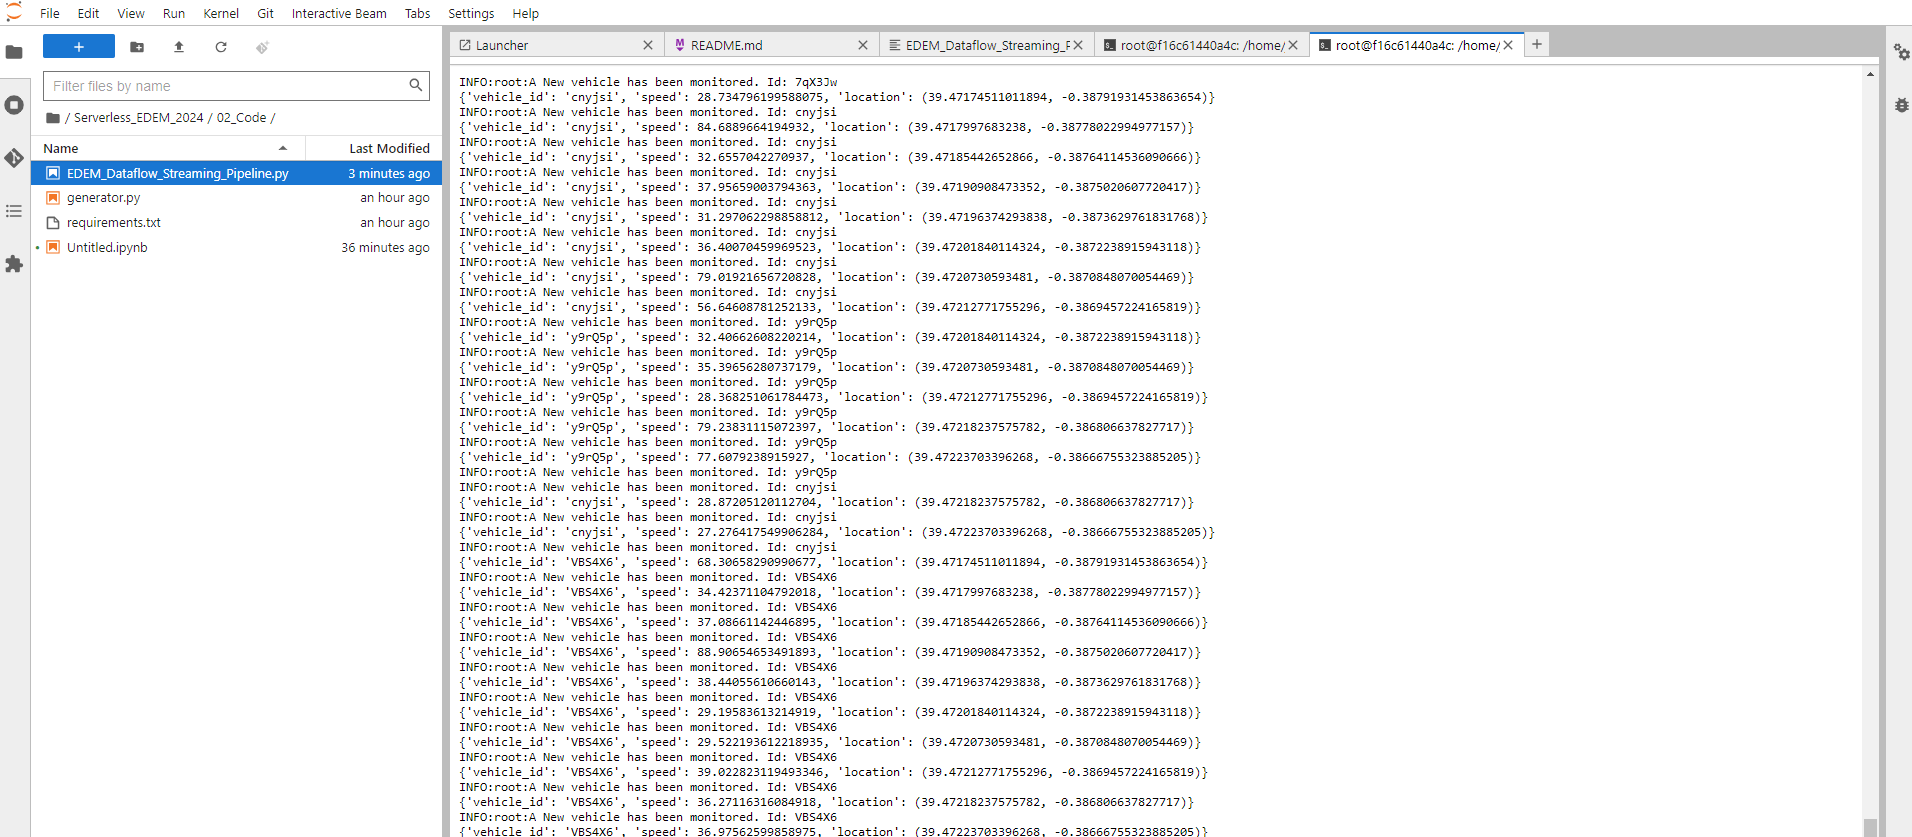 File Edit View Run Kernel Git Interactive Beam Tabs Settings Help
Filter files by name
/ Serverless_EDEM_2024 / 02_Code /
Name Last Modified
EDEM_Dataflow_Streaming_Pipeline.py 3 minutes ago
generator.py an hour ago
requirements.txt an hour ago
Untitled.ipynb 36 minutes ago
Launcher README.md EDEM_Dataflow_Streaming_F root@f16c61440a4c: /home/ root@f16c61440a4c: /home/
INFO:root:A New vehicle has been monitored. Id: 7qX3Jw
{'vehicle_id': 'cnyjsi', 'speed': 28.734796199588075, 'location': (39.47174511011894, -0.38791931453863654)}
INFO:root:A New vehicle has been monitored. Id: cnyjsi
{'vehicle_id': 'cnyjsi', 'speed': 84.6889664194932, 'location': (39.4717997683238, -0.38778022994977157)}
INFO:root:A New vehicle has been monitored. Id: cnyjsi
{'vehicle_id': 'cnyjsi', 'speed': 32.6557042270937, 'location': (39.47185442652866, -0.38764114536090666)}
INFO:root:A New vehicle has been monitored. Id: cnyjsi
{'vehicle_id': 'cnyjsi', 'speed': 37.95659003794363, 'location': (39.47190908473352, -0.3875020607720417)}
INFO:root:A New vehicle has been monitored. Id: cnyjsi
{'vehicle_id': 'cnyjsi', 'speed': 31.297062298858812, 'location': (39.47196374293838, -0.3873629761831768)}
INFO:root:A New vehicle has been monitored. Id: cnyjsi
{'vehicle_id': 'cnyjsi', 'speed': 36.40070459969523, 'location': (39.47201840114324, -0.3872238915943118)}
INFO:root:A New vehicle has been monitored. Id: cnyjsi
{'vehicle_id': 'cnyjsi', 'speed': 79.01921656720828, 'location': (39.4720730593481, -0.3870848070054469)}
INFO:root:A New vehicle has been monitored. Id: cnyjsi
{'vehicle_id': 'cnyjsi', 'speed': 56.64608781252133, 'location': (39.47212771755296, -0.3869457224165819)}
INFO:root:A New vehicle has been monitored. Id: y9rQ5p
{'vehicle_id': 'y9rQ5p', 'speed': 32.40662608220214, 'location': (39.47201840114324, -0.3872238915943118)}
INFO:root:A New vehicle has been monitored. Id: y9rQ5p
{'vehicle_id': 'y9rQ5p', 'speed': 35.39656280737179, 'location': (39.4720730593481, -0.3870848070054469)}
INFO:root:A New vehicle has been monitored. Id: y9rQ5p
{'vehicle_id': 'y9rQ5p', 'speed': 28.368251061784473, 'location': (39.47212771755296, -0.3869457224165819)}
INFO:root:A New vehicle has been monitored. Id: y9rQ5p
{'vehicle_id': 'y9rQ5p', 'speed': 79.23831115072397, 'location': (39.47218237575782, -0.386806637827717)}
INFO:root:A New vehicle has been monitored. Id: y9rQ5p
{'vehicle_id': 'y9rQ5p', 'speed': 77.6079238915927, 'location': (39.47223703396268, -0.38666755323885205)}
INFO:root:A New vehicle has been monitored. Id: y9rQ5p
INFO:root:A New vehicle has been monitored. Id: cnyjsi
{'vehicle_id': 'cnyjsi', 'speed': 28.87205120112704, 'location': (39.47218237575782, -0.386806637827717)}
INFO:root:A New vehicle has been monitored. Id: cnyjsi
{'vehicle_id': 'cnyjsi', 'speed': 27.276417549906284, 'location': (39.47223703396268, -0.38666755323885205)}
INFO:root:A New vehicle has been monitored. Id: cnyjsi
{'vehicle_id': 'VBS4X6', 'speed': 68.30658290990677, 'location': (39.47174511011894, -0.38791931453863654)}
INFO:root:A New vehicle has been monitored. Id: VBS4X6
{'vehicle_id': 'VBS4X6', 'speed': 34.42371104792018, 'location': (39.4717997683238, -0.38778022994977157)}
INFO:root:A New vehicle has been monitored. Id: VBS4X6
{'vehicle_id': 'VBS4X6', 'speed': 37.08661142446895, 'location': (39.47185442652866, -0.38764114536090666)}
INFO:root:A New vehicle has been monitored. Id: VBS4X6
{'vehicle_id': 'VBS4X6', 'speed': 88.90654653491893, 'location': (39.47190908473352, -0.3875020607720417)}
INFO:root:A New vehicle has been monitored. Id: VBS4X6
{'vehicle_id': 'VBS4X6', 'speed': 38.44055610660143, 'location': (39.47196374293838, -0.3873629761831768)}
INFO:root:A New vehicle has been monitored. Id: VBS4X6
{'vehicle_id': 'VBS4X6', 'speed': 29.19583613214919, 'location': (39.47201840114324, -0.3872238915943118)}
INFO:root:A New vehicle has been monitored. Id: VBS4X6
{'vehicle_id': 'VBS4X6', 'speed': 29.522193612218935, 'location': (39.4720730593481, -0.3870848070054469)}
INFO:root:A New vehicle has been monitored. Id: VBS4X6
{'vehicle_id': 'VBS4X6', 'speed': 39.022823119493346, 'location': (39.47212771755296, -0.3869457224165819)}
INFO:root:A New vehicle has been monitored. Id: VBS4X6
{'vehicle_id': 'VBS4X6', 'speed': 36.27116316084918, 'location': (39.47218237575782, -0.386806637827717)}
INFO:root:A New vehicle has been monitored. Id: VBS4X6
{'vehicle_id': 'VBS4X6', 'speed': 36.97562599858975, 'location': (39.47223703396268, -0.38666755323885205)}